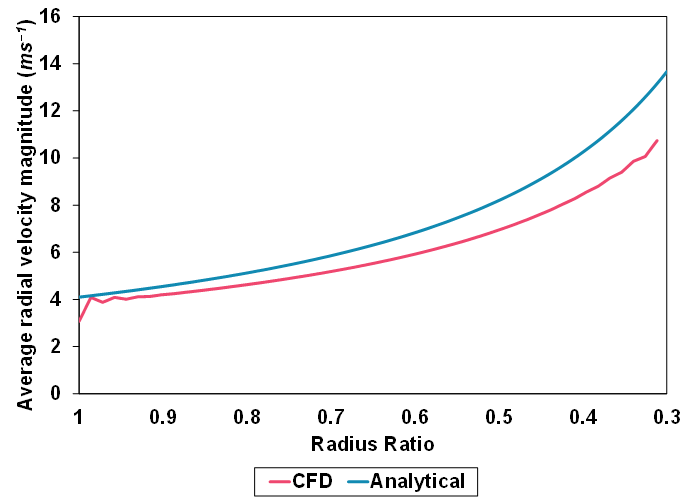 Average radial velocity magnitude (ms⁻¹)
16
14
12
10
8
6
4
2
0
1 0.9 0.8 0.7 0.6 0.5 0.4 0.3
Radius Ratio
CFD Analytical